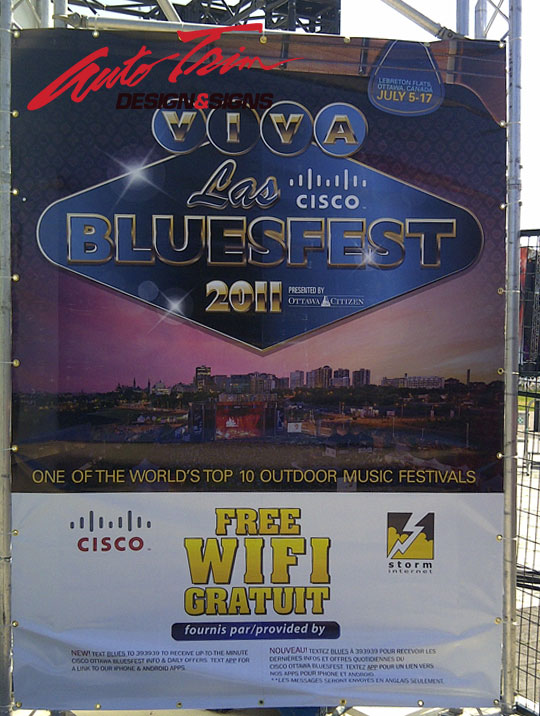 Auto Trim
DESIGN&SIGNS
LEBRETON FLATS,
OTTAWA, CANADA
JULY 5-17
VIVA
Las
CISCO
BLUESFEST
2011
PRESENTED BY
OTTAWA CITIZEN
ONE OF THE WORLD'S TOP 10 OUTDOOR MUSIC FESTIVALS
CISCO
FREE
WIFI
GRATUIT
storm
internet
fournis par/provided by
NEW! TEXT BLUES TO 393939 TO RECEIVE UP-TO-THE-MINUTE
CISCO OTTAWA BLUESFEST INFO & DAILY OFFERS. TEXT APP FOR
A LINK TO OUR IPHONE & ANDROID APPS.
NOUVEAU! TEXTEZ BLUES À 393939 POUR RECEVOIR LES
DERNIÈRES INFOS ET OFFRES QUOTIDIENNES DU
CISCO OTTAWA BLUESFEST. TEXTEZ APP POUR UN LIEN VERS
NOS APPS POUR IPHONE ET ANDROID.
**LES MESSAGES SERONT ENVOYÉS EN ANGLAIS SEULEMENT.